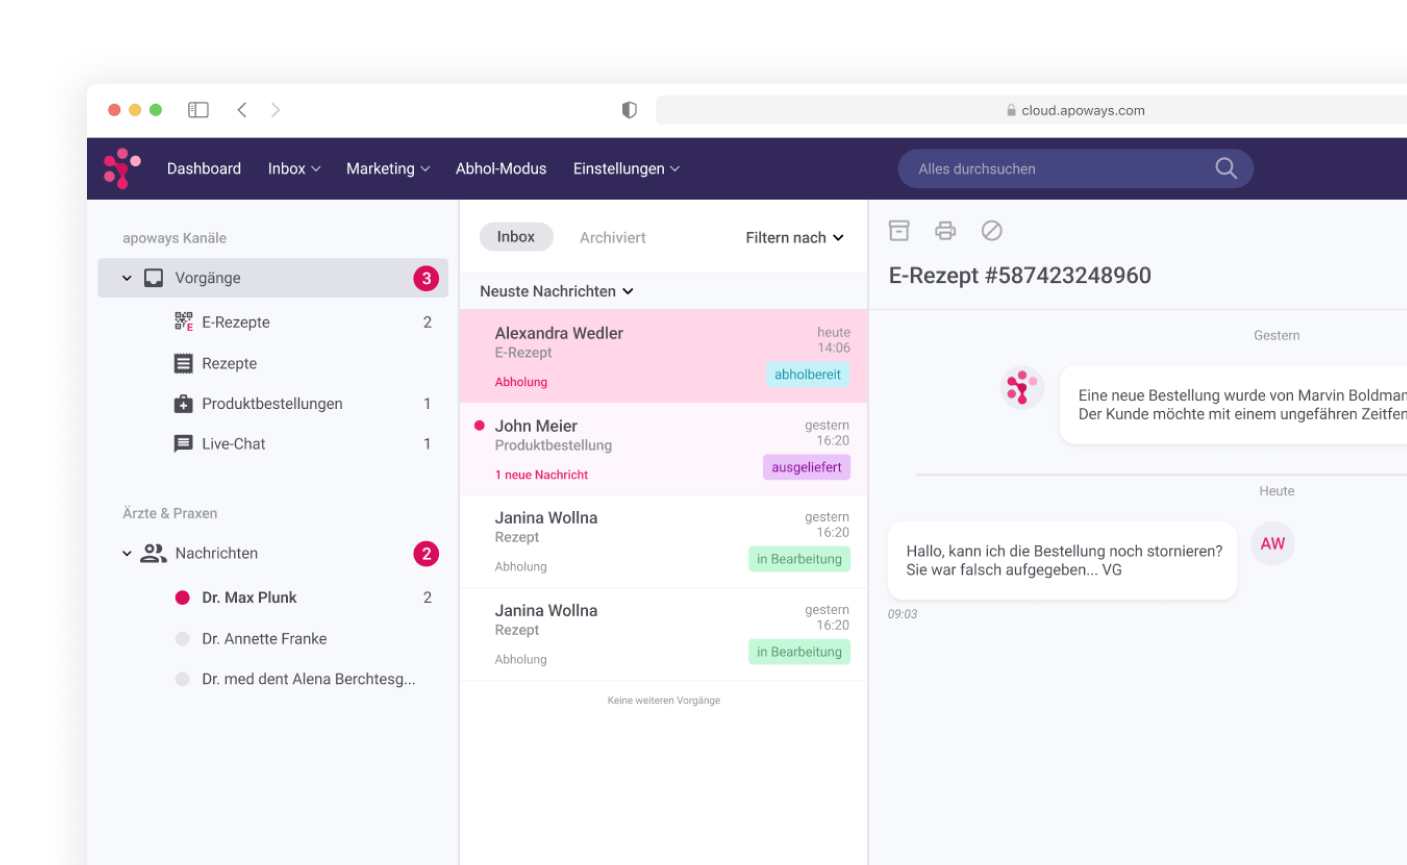 cloud.apoways.com
Dashboard
Inbox
Marketing
Abhol-Modus
Einstellungen
Alles durchsuchen
apoways Kanäle
Vorgänge
3
E-Rezepte
2
Rezepte
Produktbestellungen
1
Live-Chat
1
Ärzte & Praxen
Nachrichten
2
Dr. Max Plunk
2
Dr. Annette Franke
Dr. med dent Alena Berchtesg...
Inbox
Archiviert
Filtern nach
Neuste Nachrichten
Alexandra Wedler
heute
E-Rezept
14:06
Abholung
abholbereit
John Meier
gestern
Produktbestellung
16:20
1 neue Nachricht
ausgeliefert
Janina Wollna
gestern
Rezept
16:20
Abholung
in Bearbeitung
Janina Wollna
gestern
Rezept
16:20
Abholung
in Bearbeitung
Keine weiteren Vorgänge
E-Rezept #587423248960
Gestern
Eine neue Bestellung wurde von Marvin Boldman
Der Kunde möchte mit einem ungefähren Zeitfen
Heute
Hallo, kann ich die Bestellung noch stornieren?
Sie war falsch aufgegeben... VG
AW
09:03